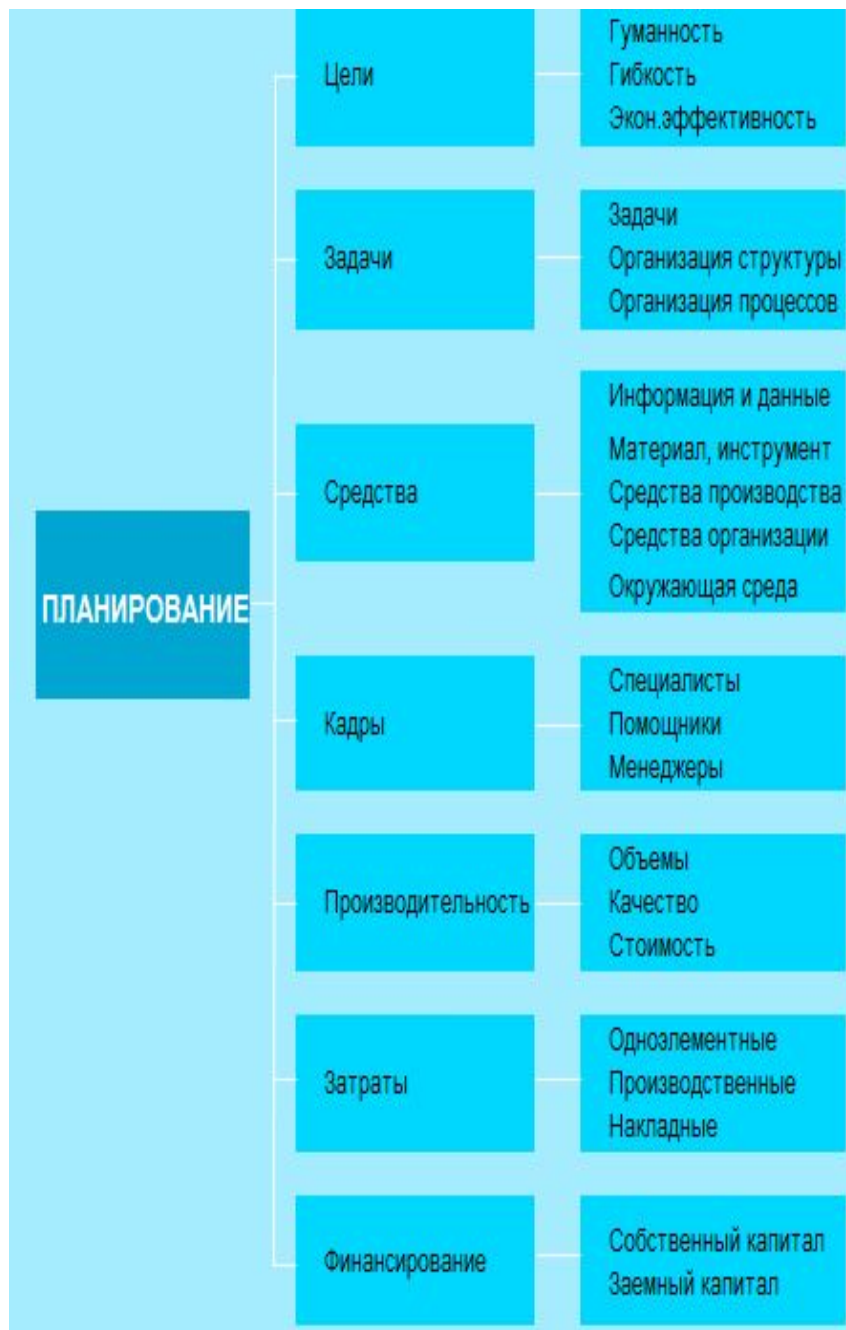 ПЛАНИРОВАНИЕ
Цели
Гуманность
Гибкость
Экон.эффективность
Задачи
Задачи
Организация структуры
Организация процессов
Средства
Информация и данные
Материал, инструмент
Средства производства
Средства организации
Окружающая среда
Кадры
Специалисты
Помощники
Менеджеры
Производительность
Объемы
Качество
Стоимость
Затраты
Одноэлементные
Производственные
Накладные
Финансирование
Собственный капитал
Заемный капитал